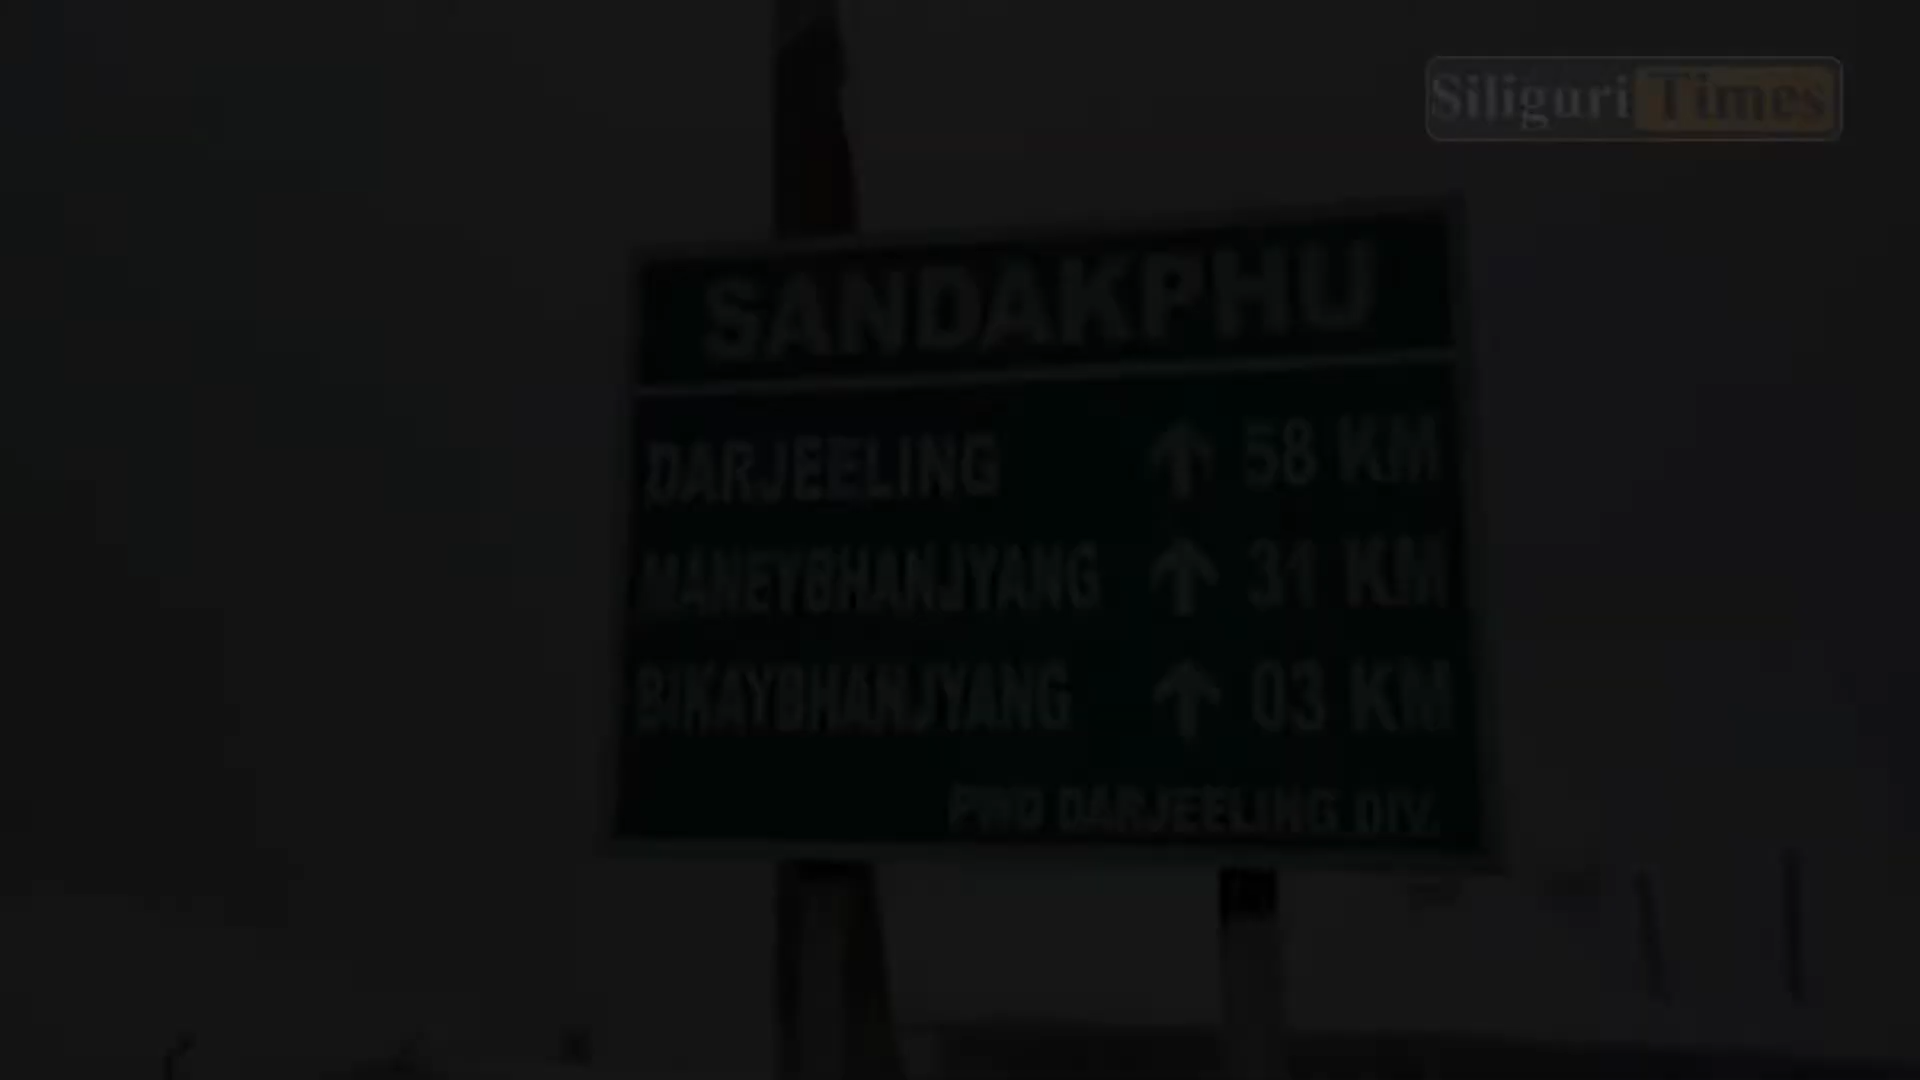 Siliguri Times
SANDAKPHU
DARJEELING ↑ 58 KM
MANEYBHANJYANG ↑ 31 KM
BIKAYBHANJYANG ↑ 03 KM
PWD DARJEELING DIV.